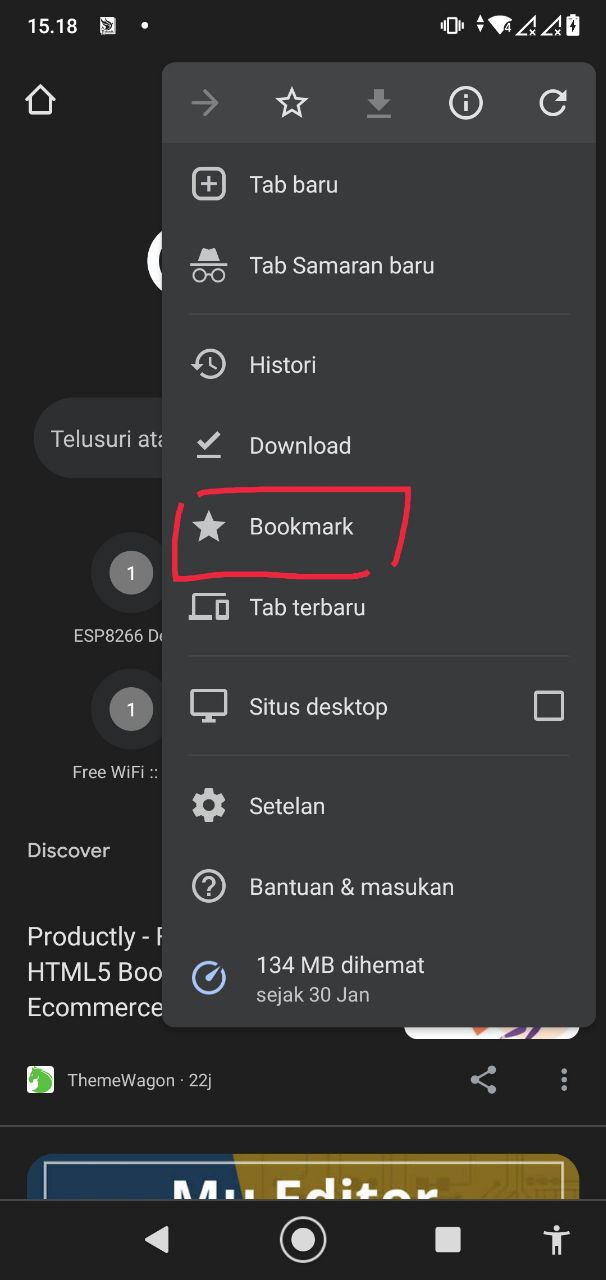 15.18
4
Tab baru
Tab Samaran baru
Histori
Telusuri ata
Download
Bookmark
1
ESP8266 De
Tab terbaru
1
Situs desktop
Free WiFi ::
Setelan
Discover
Bantuan & masukan
Productly - F
HTML5 Boo
Ecommerce
134 MB dihemat
sejak 30 Jan
ThemeWagon · 22j
Mu Editor